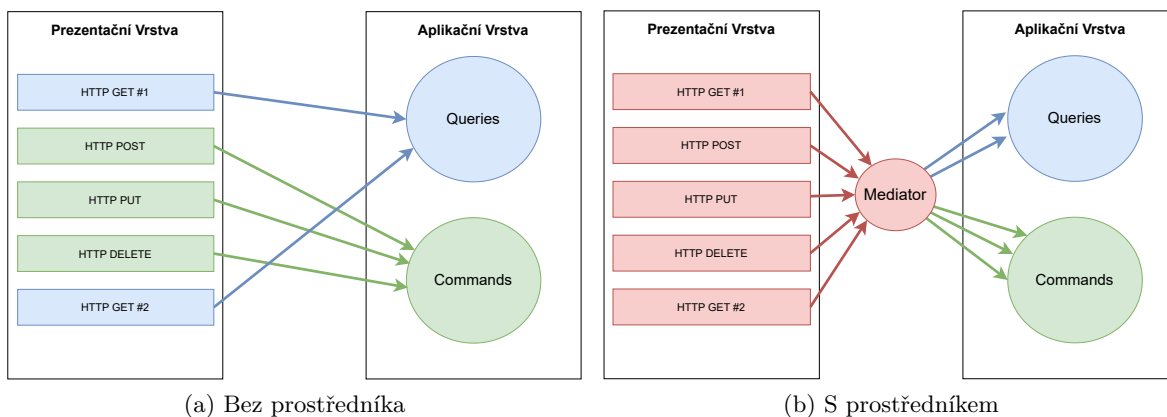 Prezentační Vrstva
HTTP GET #1
HTTP POST
HTTP PUT
HTTP DELETE
HTTP GET #2
Aplikační Vrstva
Queries
Commands
(a) Bez prostředníka
Prezentační Vrstva
HTTP GET #1
HTTP POST
HTTP PUT
HTTP DELETE
HTTP GET #2
Mediator
Aplikační Vrstva
Queries
Commands
(b) S prostředníkem